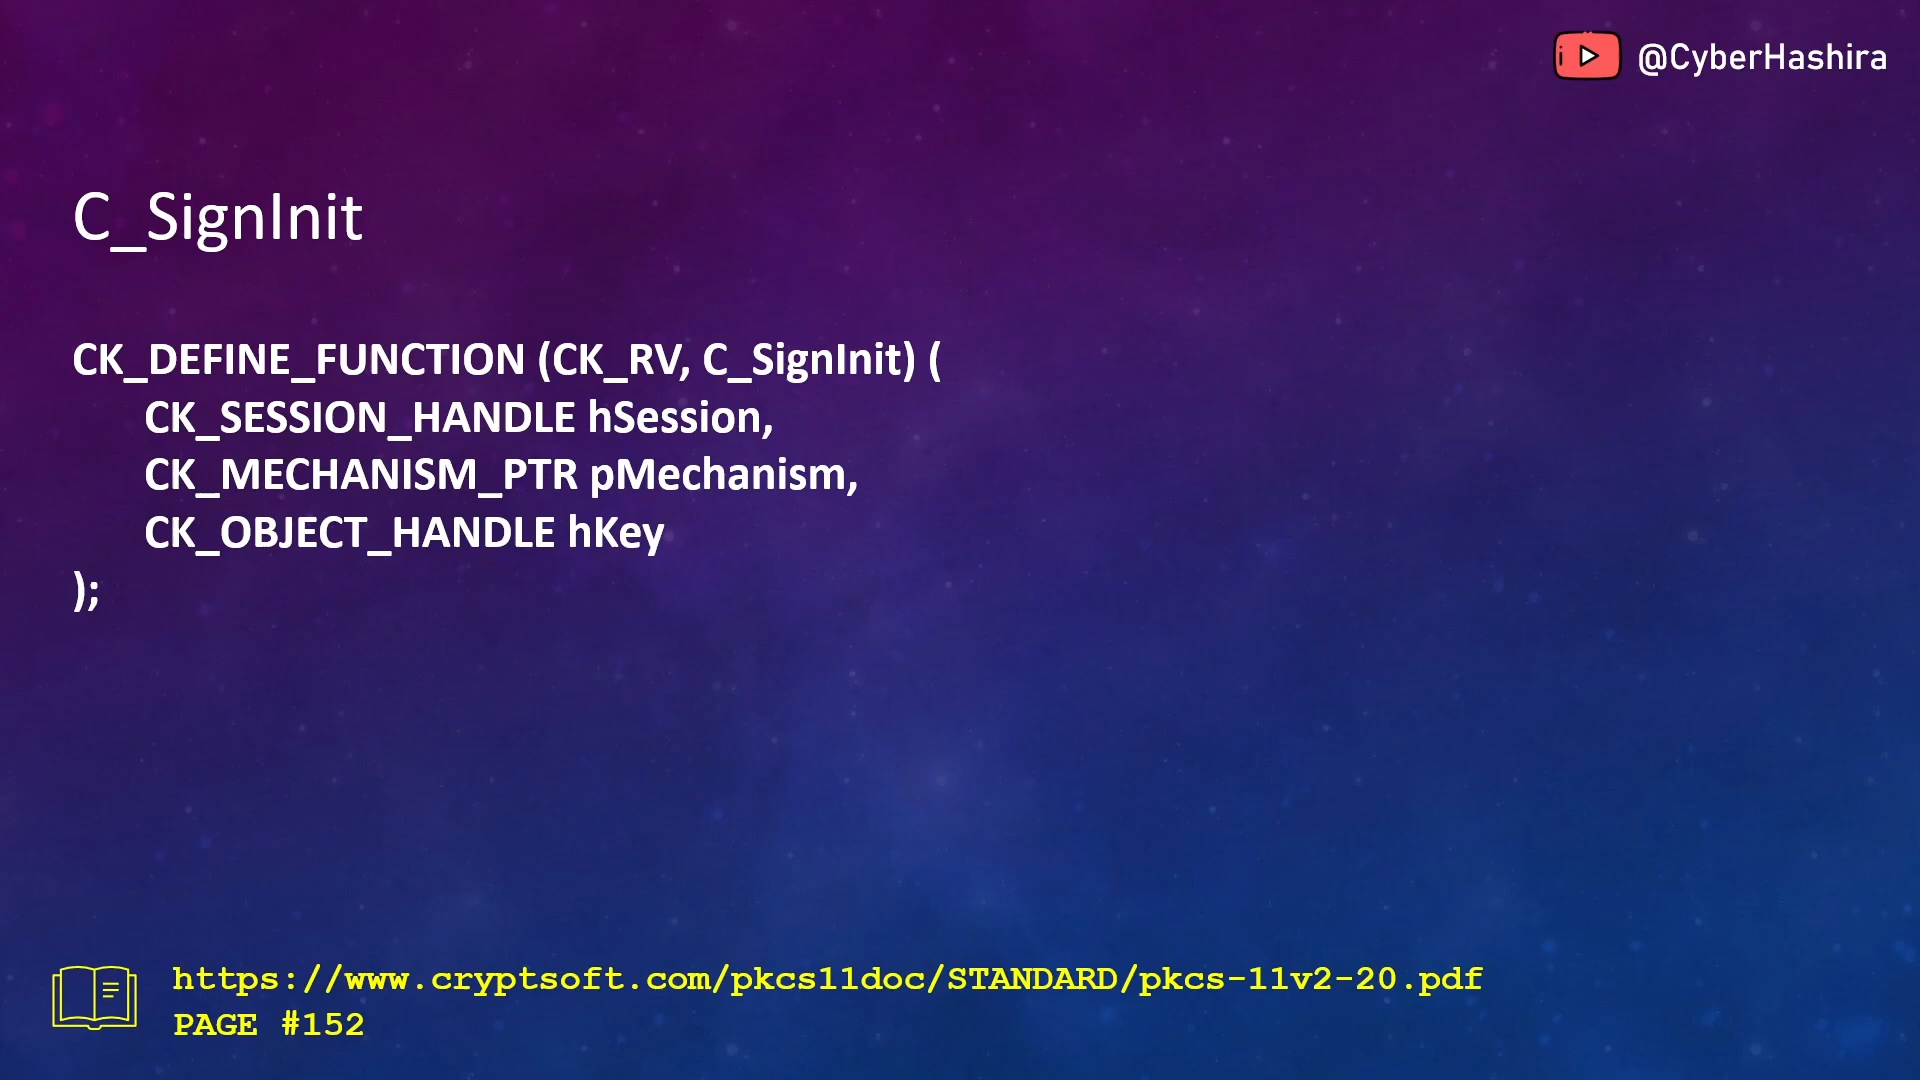 @CyberHashira
C_SignInit
CK_DEFINE_FUNCTION (CK_RV, C_SignInit) (
CK_SESSION_HANDLE hSession,
CK_MECHANISM_PTR pMechanism,
CK_OBJECT_HANDLE hKey
);
https://www.cryptsoft.com/pkcs11doc/STANDARD/pkcs-11v2-20.pdf
PAGE #152